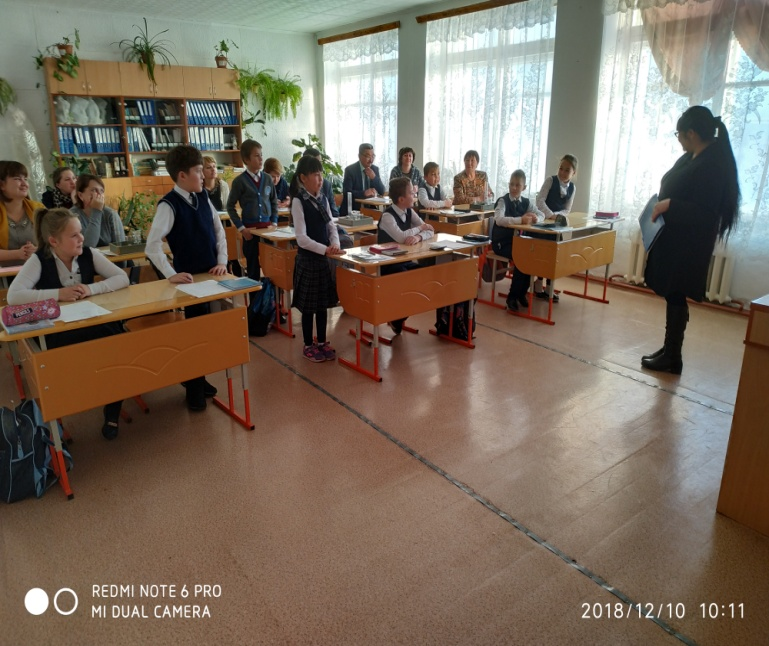 REDMI NOTE 6 PRO
MI DUAL CAMERA
2018/12/10 10:11